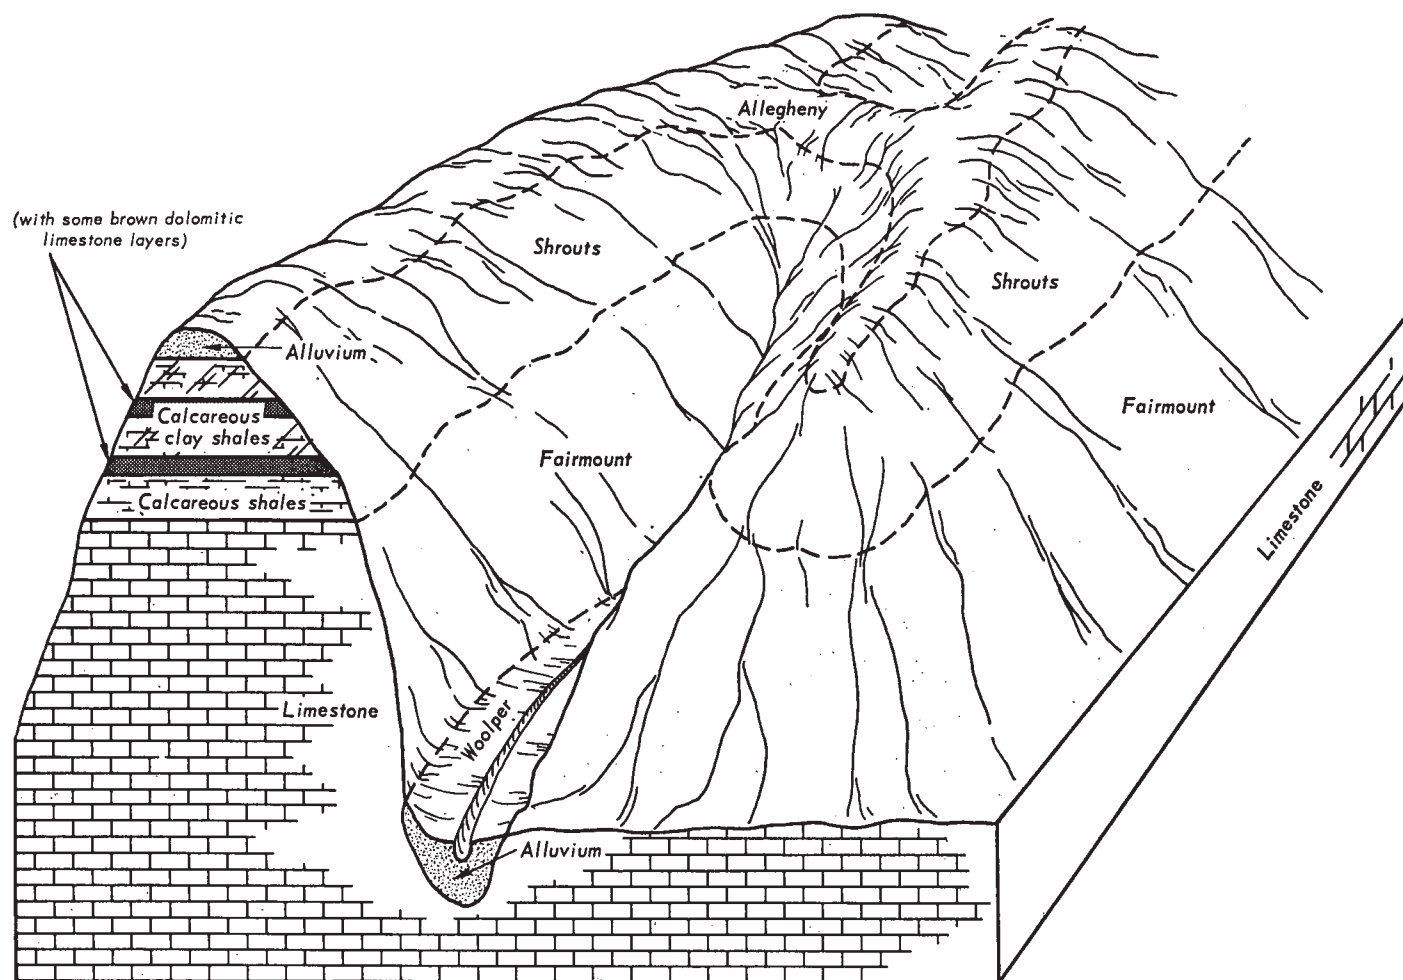 Allegheny
(with some brown dolomitic
limestone layers)
Shrouts
Shrouts
Alluvium
Calcareous
clay shales
Fairmount
Fairmount
Calcareous shales
Limestone
Limestone
Woolper
Alluvium